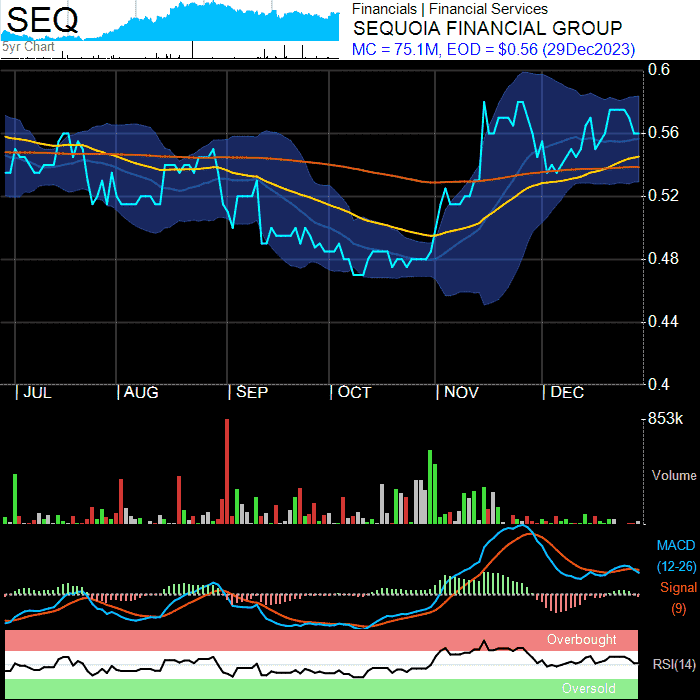 SEQ
5yr Chart
Financials | Financial Services
SEQUOIA FINANCIAL GROUP
MC = 75.1M, EOD = $0.56 (29Dec2023)
0.6
0.56
0.52
0.48
0.44
0.4
JUL AUG SEP OCT NOV DEC
853k
Volume
MACD
(12-26)
Signal
(9)
Overbought
RSI(14)
Oversold